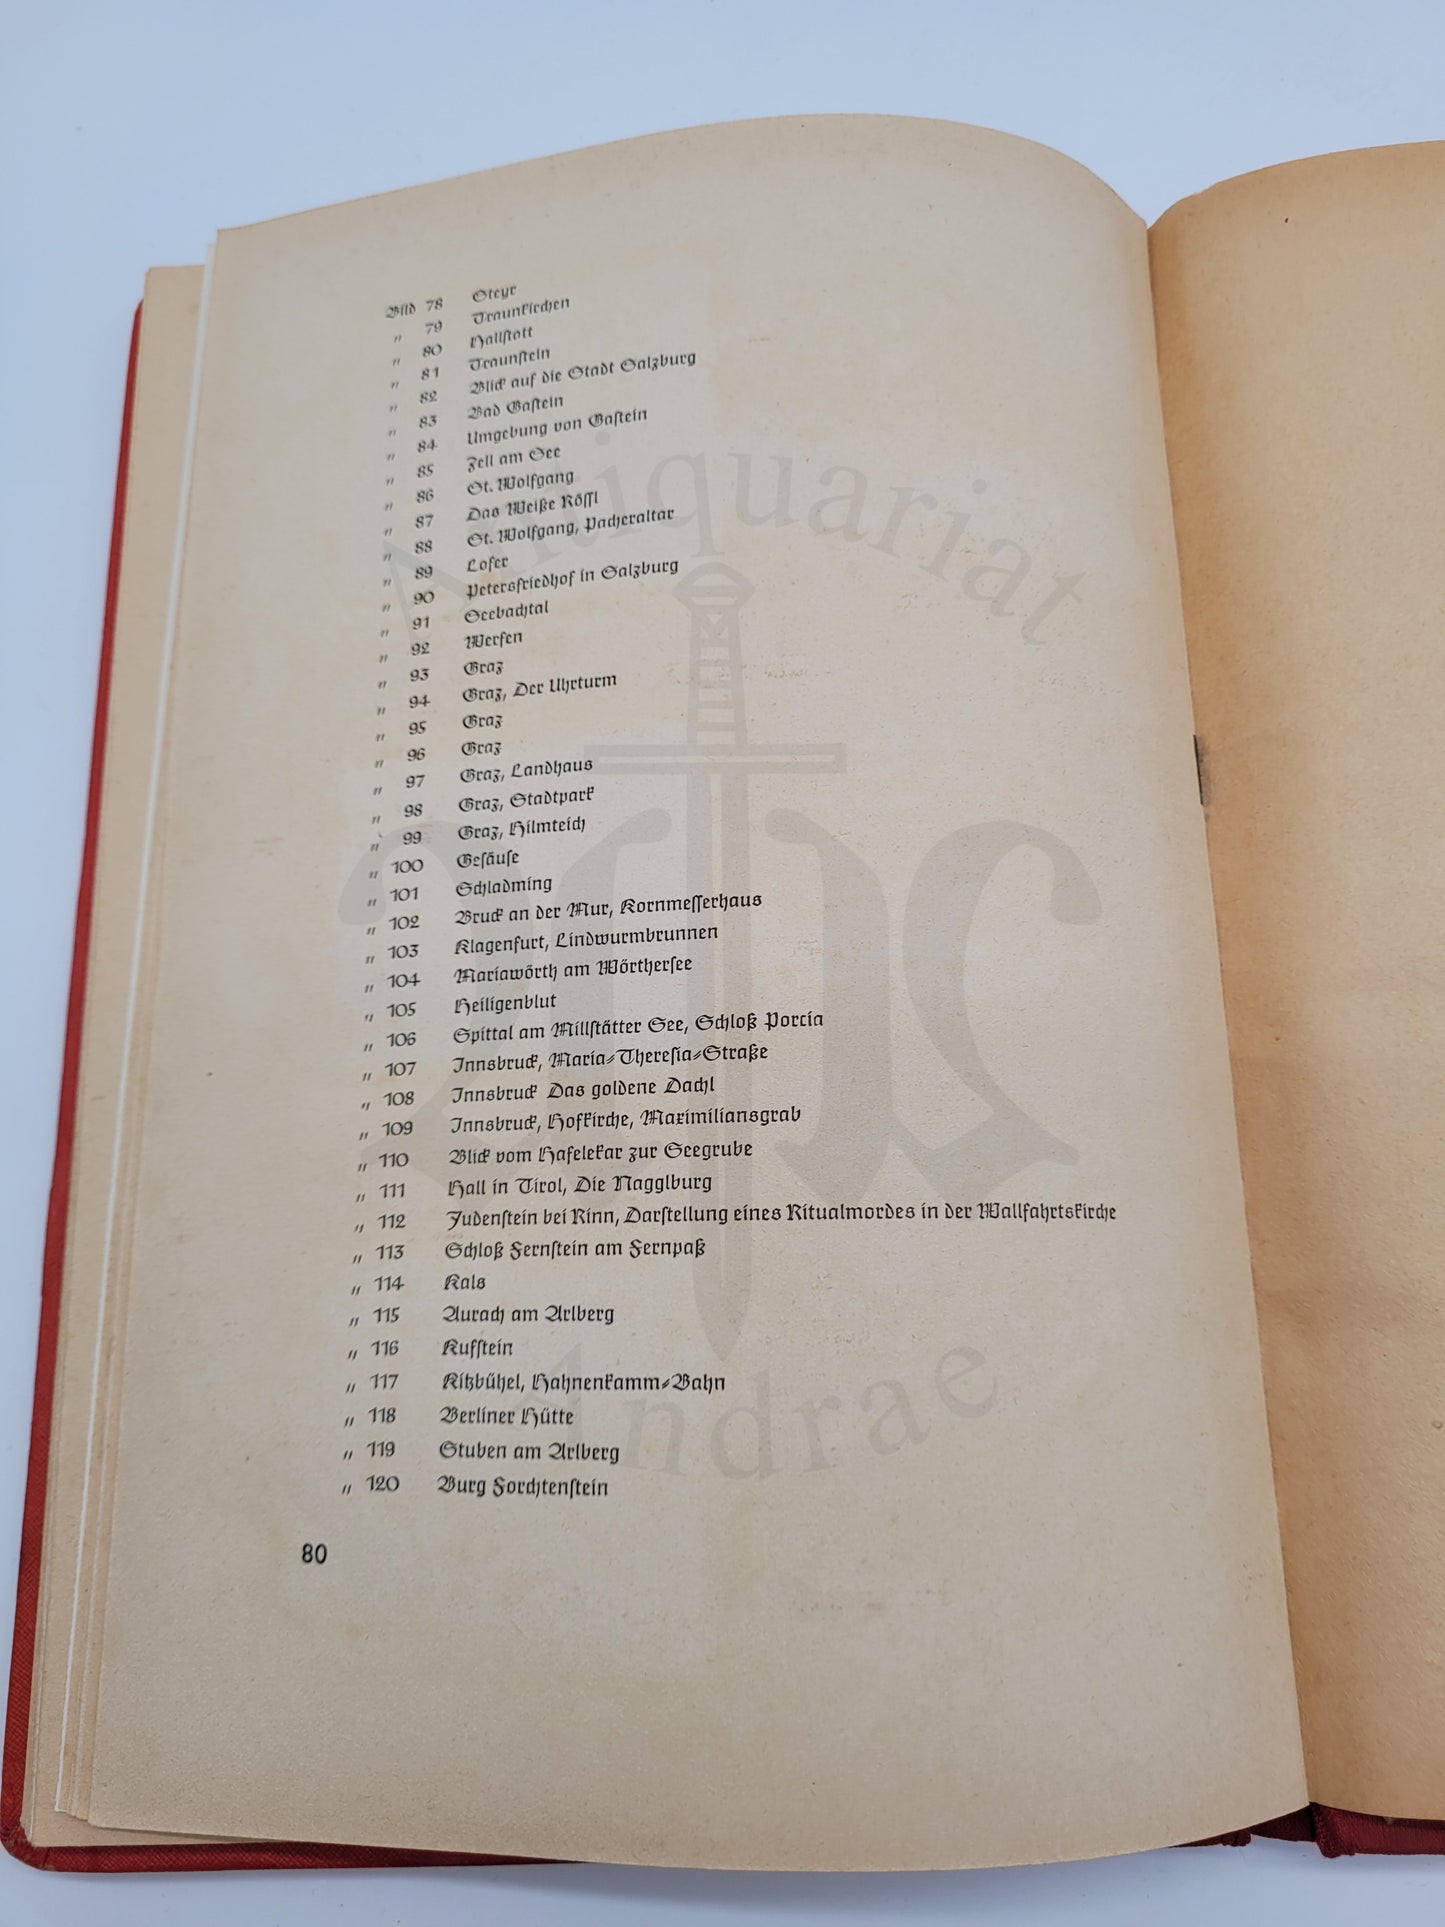 Bild 78 Steyr
„ 79 Traunkirchen
„ 80 Hallstatt
„ 81 Traunstein
„ 82 Blick auf die Stadt Salzburg
„ 83 Bad Gastein
„ 84 Umgebung von Gastein
„ 85 Zell am See
„ 86 St. Wolfgang
„ 87 Das Weiße Rössl
„ 88 St. Wolfgang, Pacheraltar
„ 89 Lofer
„ 90 Petersfriedhof in Salzburg
„ 91 Seebachtal
„ 92 Werfen
„ 93 Graz
„ 94 Graz, Der Uhrturm
„ 95 Graz
„ 96 Graz
„ 97 Graz, Landhaus
„ 98 Graz, Stadtpark
„ 99 Graz, Hilmteich
„ 100 Gesäuse
„ 101 Schladming
„ 102 Bruck an der Mur, Kornmesserhaus
„ 103 Klagenfurt, Lindwurmbrunnen
„ 104 Mariawörth am Wörthersee
„ 105 Heiligenblut
„ 106 Spittal am Millstätter See, Schloß Porcia
„ 107 Innsbruck, Maria-Theresia-Straße
„ 108 Innsbruck Das goldene Dachl
„ 109 Innsbruck, Hofkirche, Maximiliansgrab
„ 110 Blick vom Hafelekar zur Seegrube
„ 111 Hall in Tirol, Die Nagglburg
„ 112 Judenstein bei Rinn, Darstellung eines Ritualmordes in der Wallfahrtskirche
„ 113 Schloß Fernstein am Fernpaß
„ 114 Kals
„ 115 Aurach am Arlberg
„ 116 Kufstein
„ 117 Kitzbühel, Hahnenkamm-Bahn
„ 118 Berliner Hütte
„ 119 Stuben am Arlberg
„ 120 Burg Forchtenstein
80
Antiquariat
Andrae